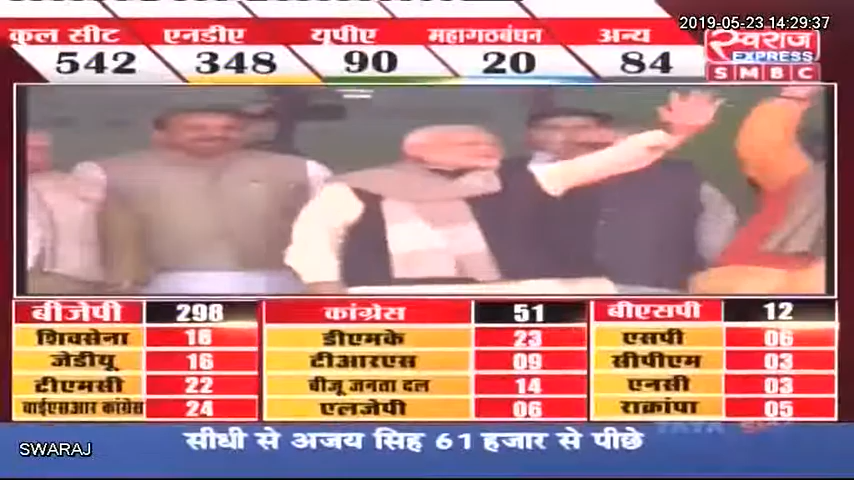 2019-05-23 14:29:37
कुल सीट एनडीए यूपीए महागठबंधन अन्य
542 348 90 20 84
स्वराज
EXPRESS
SMBC
बीजेपी 298 कांग्रेस 51 बीएसपी 12
शिवसेना 18 डीएमके 23 एसपी 06
जेडीयू 16 टीआरएस 09 सीपीएम 03
टीएमसी 22 बीजू जनता दल 14 एनसी 03
वाईएसआर कांग्रेस 24 एलजेपी 06 राकांपा 05
TATA
SWARAJ सीधी से अजय सिंह 61 हजार से पीछे